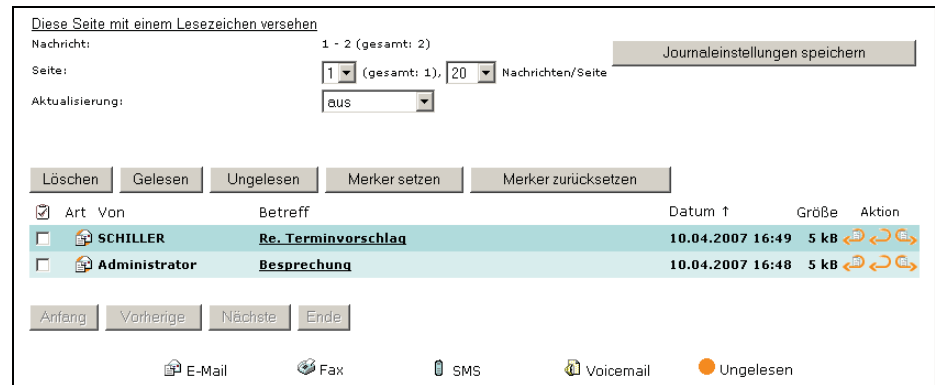 Diese Seite mit einem Lesezeichen versehen
Nachricht: 1 - 2 (gesamt: 2)
Journaleinstellungen speichern
Seite: 1 (gesamt: 1), 20 Nachrichten/Seite
Aktualisierung: aus
Löschen Gelesen Ungelesen Merker setzen Merker zurücksetzen
Art Von Betreff Datum ↑ Größe Aktion
SCHILLER Re. Terminvorschlag 10.04.2007 16:49 5 kB
Administrator Besprechung 10.04.2007 16:48 5 kB
Anfang Vorherige Nächste Ende
E-Mail Fax SMS Voicemail Ungelesen